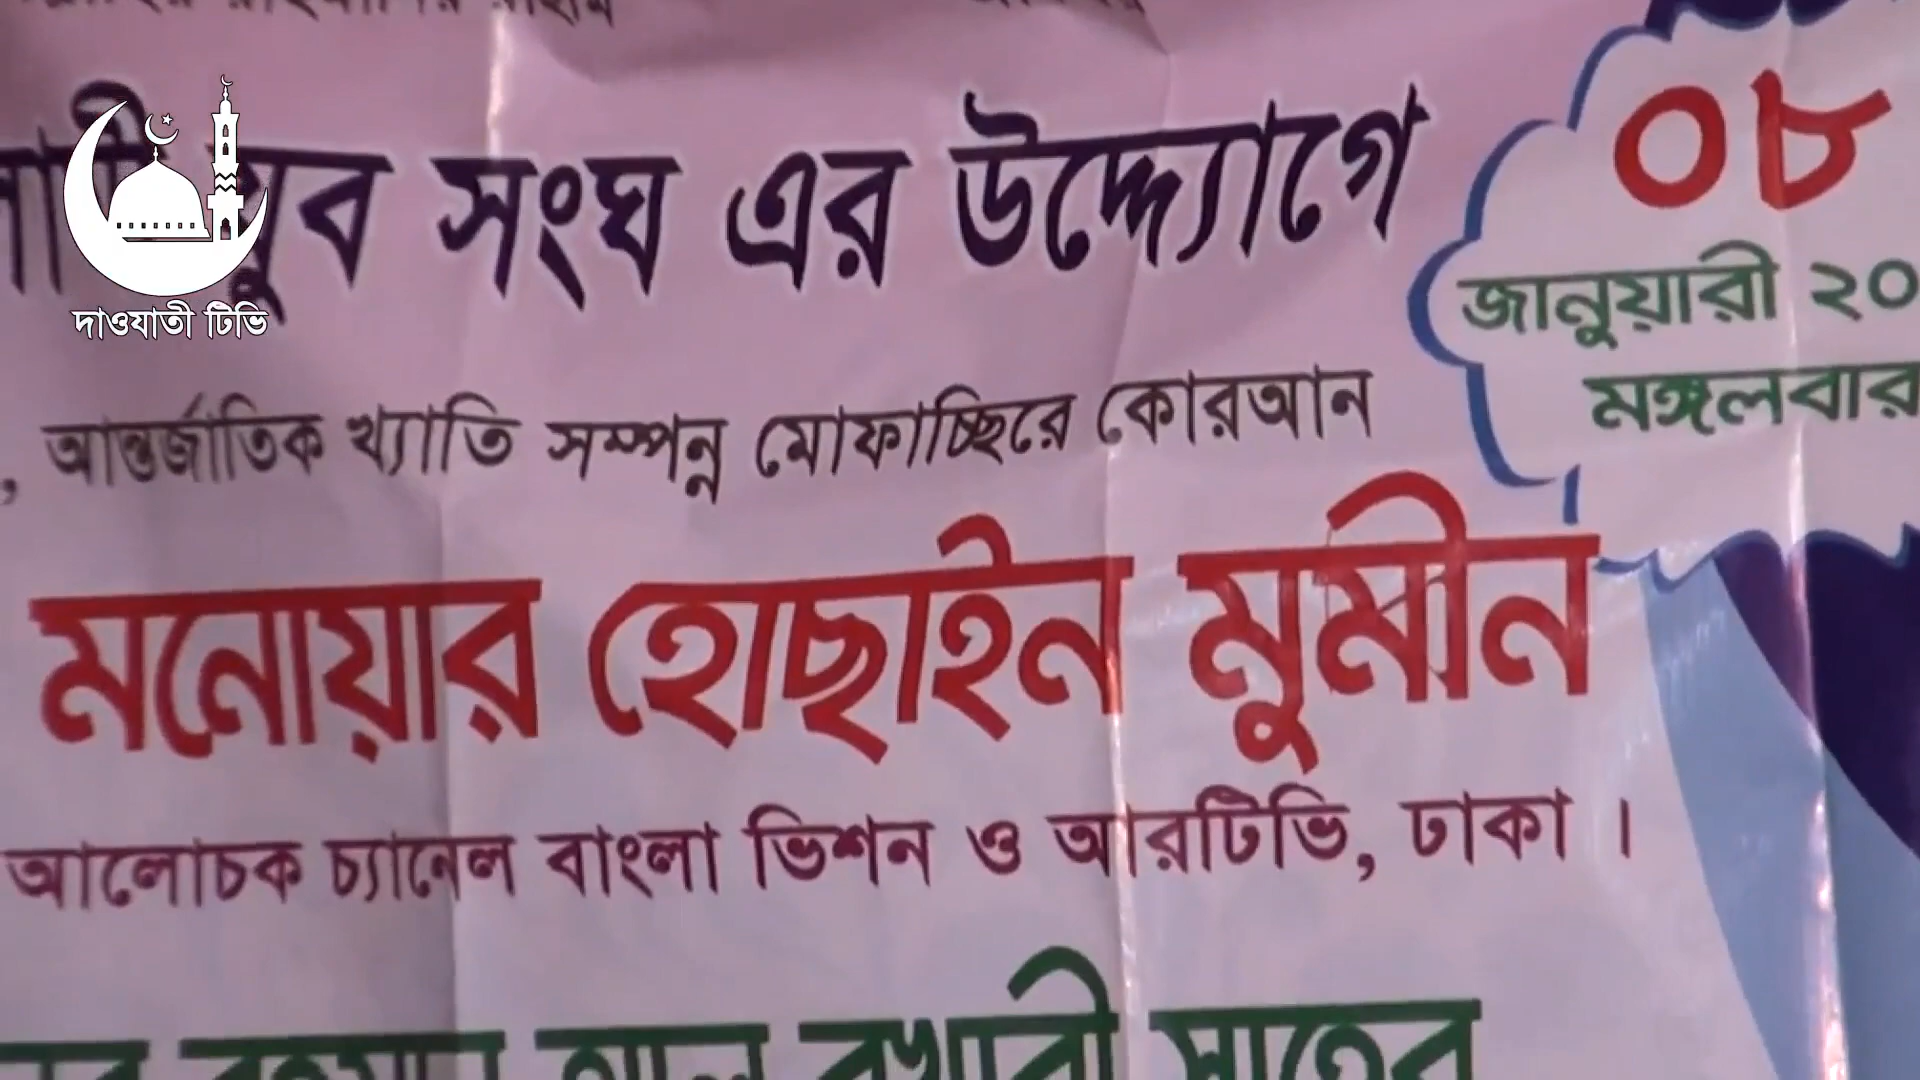 যুব সংঘ এর উদ্দ্যোগে
০৮
জানুয়ারী ২০
মঙ্গলবার
দাওয়াতী টিভি
, আন্তর্জাতিক খ্যাতি সম্পন্ন মোফাচ্ছিরে কোরআন
মনোয়ার হোছাইন মুমীন
আলোচক চ্যানেল বাংলা ভিশন ও আরটিভি, ঢাকা ।